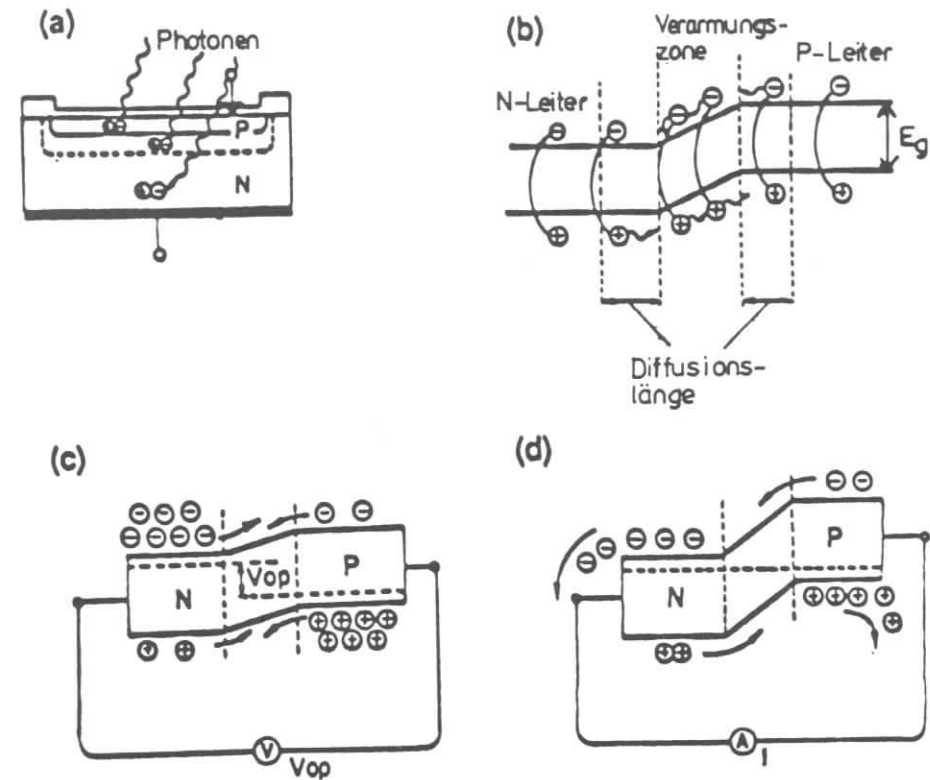 (a)
Photonen
P
N
(b)
Verarmungs-
zone
P-Leiter
N-Leiter
Eg
Diffusions-
länge
(c)
N
Vop
P
V
Vop
(d)
N
P
A
I